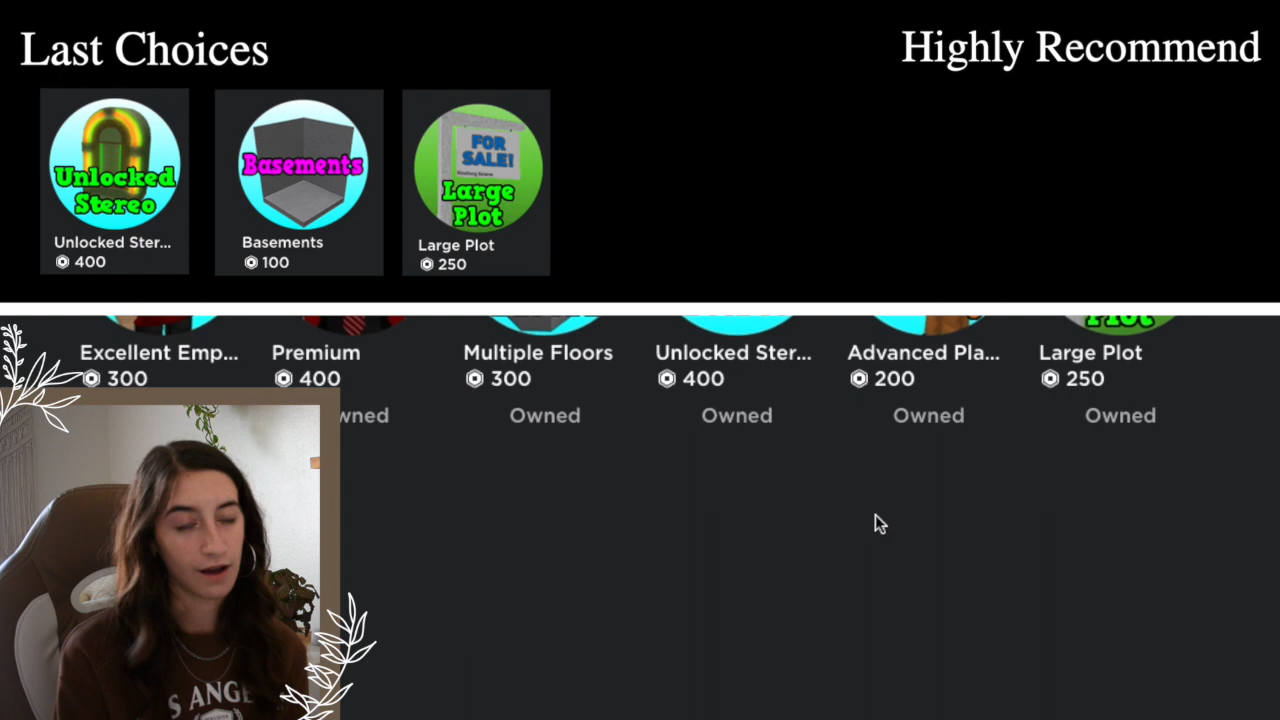 Last Choices
Highly Recommend
FOR
SALE!
Unlocked
Stereo
Basements
Large
Plot
Unlocked Ster...
400
Basements
100
Large Plot
250
Plot
Excellent Emp...
Premium
Multiple Floors
Unlocked Ster...
Advanced Pla...
Large Plot
300
400
300
400
200
250
wned
Owned
Owned
Owned
Owned
S ANGE